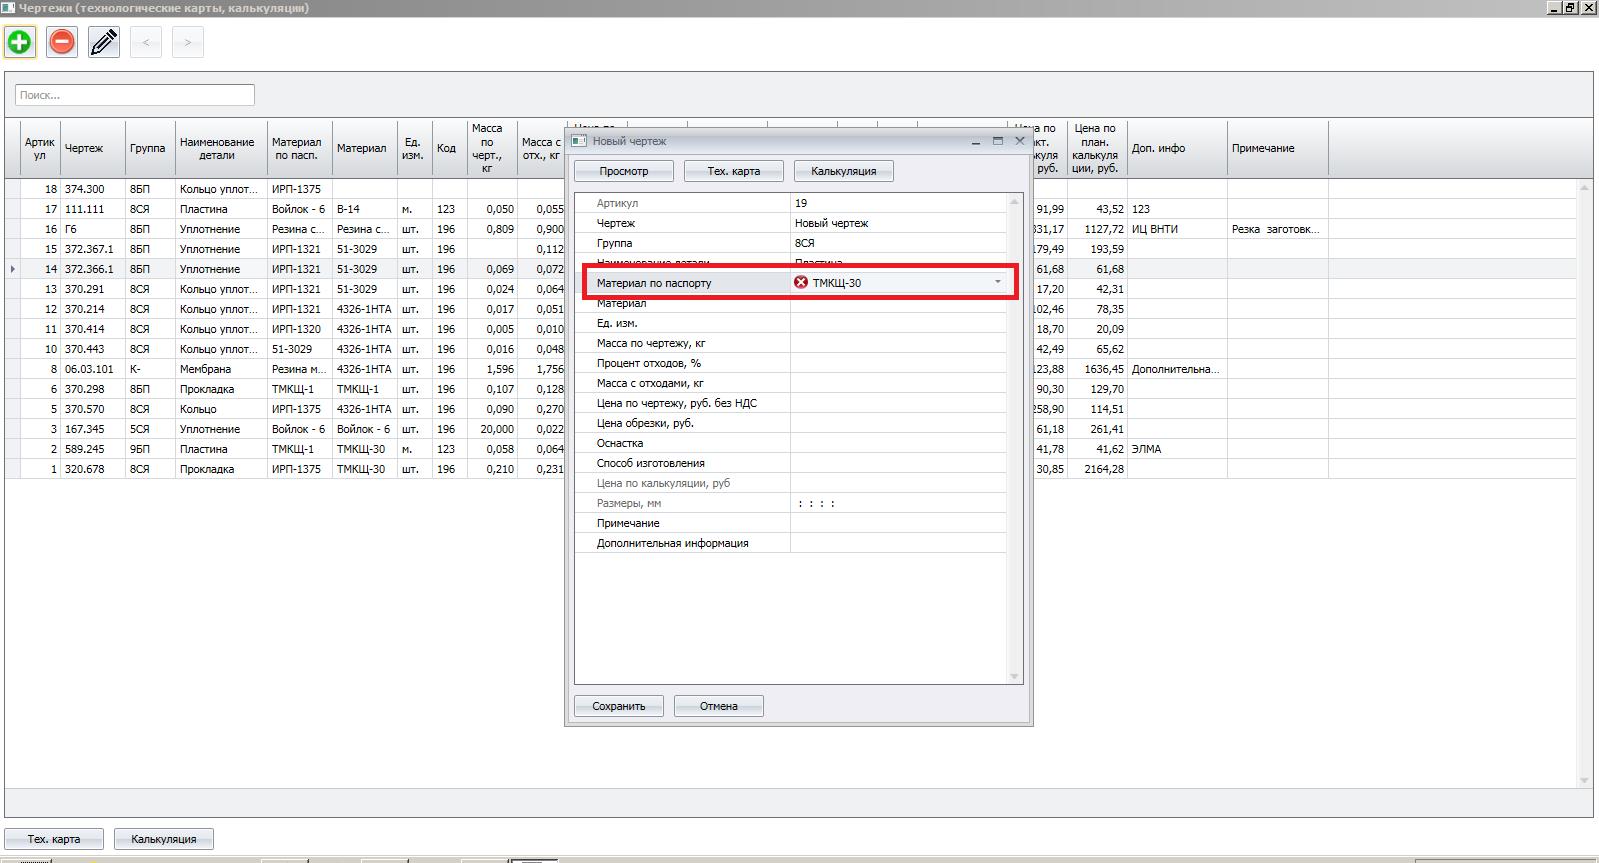 Чертежи (технологические карты, калькуляции)
< >
Поиск...
Артикул Чертеж Группа Наименование детали Материал по пасп. Материал Ед. изм. Код Масса по черт., кг Масса с отх., кг Цена по план. калькуляции, руб. Доп. инфо Примечание
18 374.300 8БП Кольцо уплот... ИРП-1375
17 111.111 8СЯ Пластина Войлок - 6 В-14 м. 123 0,050 0,055 91,99 43,52 123
16 Гб 8БП Уплотнение Резина с... Резина с... шт. 196 0,809 0,900 331,17 1127,72 ИЦ ВНТИ Резка заготовк...
15 372.367.1 8БП Уплотнение ИРП-1321 51-3029 шт. 196 0,112 179,49 193,59
14 372.366.1 8БП Уплотнение ИРП-1321 51-3029 шт. 196 0,069 0,072 61,68 61,68
13 370.291 8БП Уплотнение ИРП-1321 51-3029 шт. 196 0,024 0,064 17,20 42,31
12 370.214 8БП Кольцо уплот... ИРП-1321 4326-1НТА шт. 196 0,017 0,051 102,46 78,35
11 370.414 8СЯ Кольцо уплот... ИРП-1320 4326-1НТА шт. 196 0,005 0,010 18,70 20,09
10 370.443 8СЯ Кольцо уплот... 51-3029 4326-1НТА шт. 196 0,016 0,048 42,49 65,62
8 06.03.101 К- Мембрана Резина м... 4326-1НТА шт. 196 1,596 1,756 123,88 1636,45 Дополнительна...
6 370.298 8БП Прокладка ТМКЩ-1 ТМКЩ-1 шт. 196 0,107 0,128 90,30 129,70
5 370.570 8СЯ Кольцо ИРП-1375 4326-1НТА шт. 196 0,090 0,270 258,90 114,51
3 167.345 5СЯ Уплотнение Войлок - 6 Войлок - 6 шт. 196 20,000 0,022 61,18 261,41
2 589.245 9БП Пластина ТМКЩ-1 ТМКЩ-30 м. 123 0,058 0,064 41,78 41,62 ЭЛМА
1 320.678 8СЯ Прокладка ИРП-1375 ТМКЩ-30 шт. 196 0,210 0,231 30,85 2164,28
Новый чертеж
Просмотр Тех. карта Калькуляция
Артикул 19
Чертеж Новый чертеж
Группа 8СЯ
Наименование детали Пластина
Материал по паспорту ТМКЩ-30
Материал
Ед. изм.
Масса по чертежу, кг
Процент отходов, %
Масса с отходами, кг
Цена по чертежу, руб. без НДС
Цена обрезки, руб.
Оснастка
Способ изготовления
Цена по калькуляции, руб
Размеры, мм : : : :
Примечание
Дополнительная информация
Сохранить Отмена
Тех. карта Калькуляция